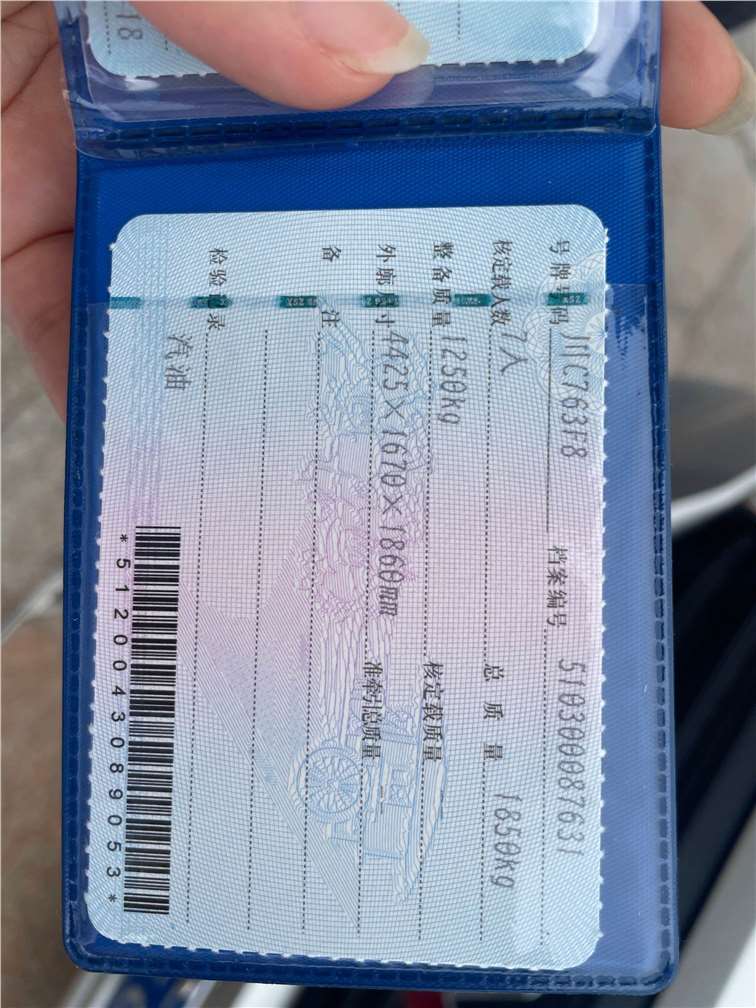 18
号牌号码 川C763F8 档案编号 510300087631
核定载人数 7人 总质量 1850kg
整备质量 1250kg 核定载质量
外廓尺寸 4425×1670×1860mm 准牵引总质量
备注
检验记录
汽油
*5120043089053*